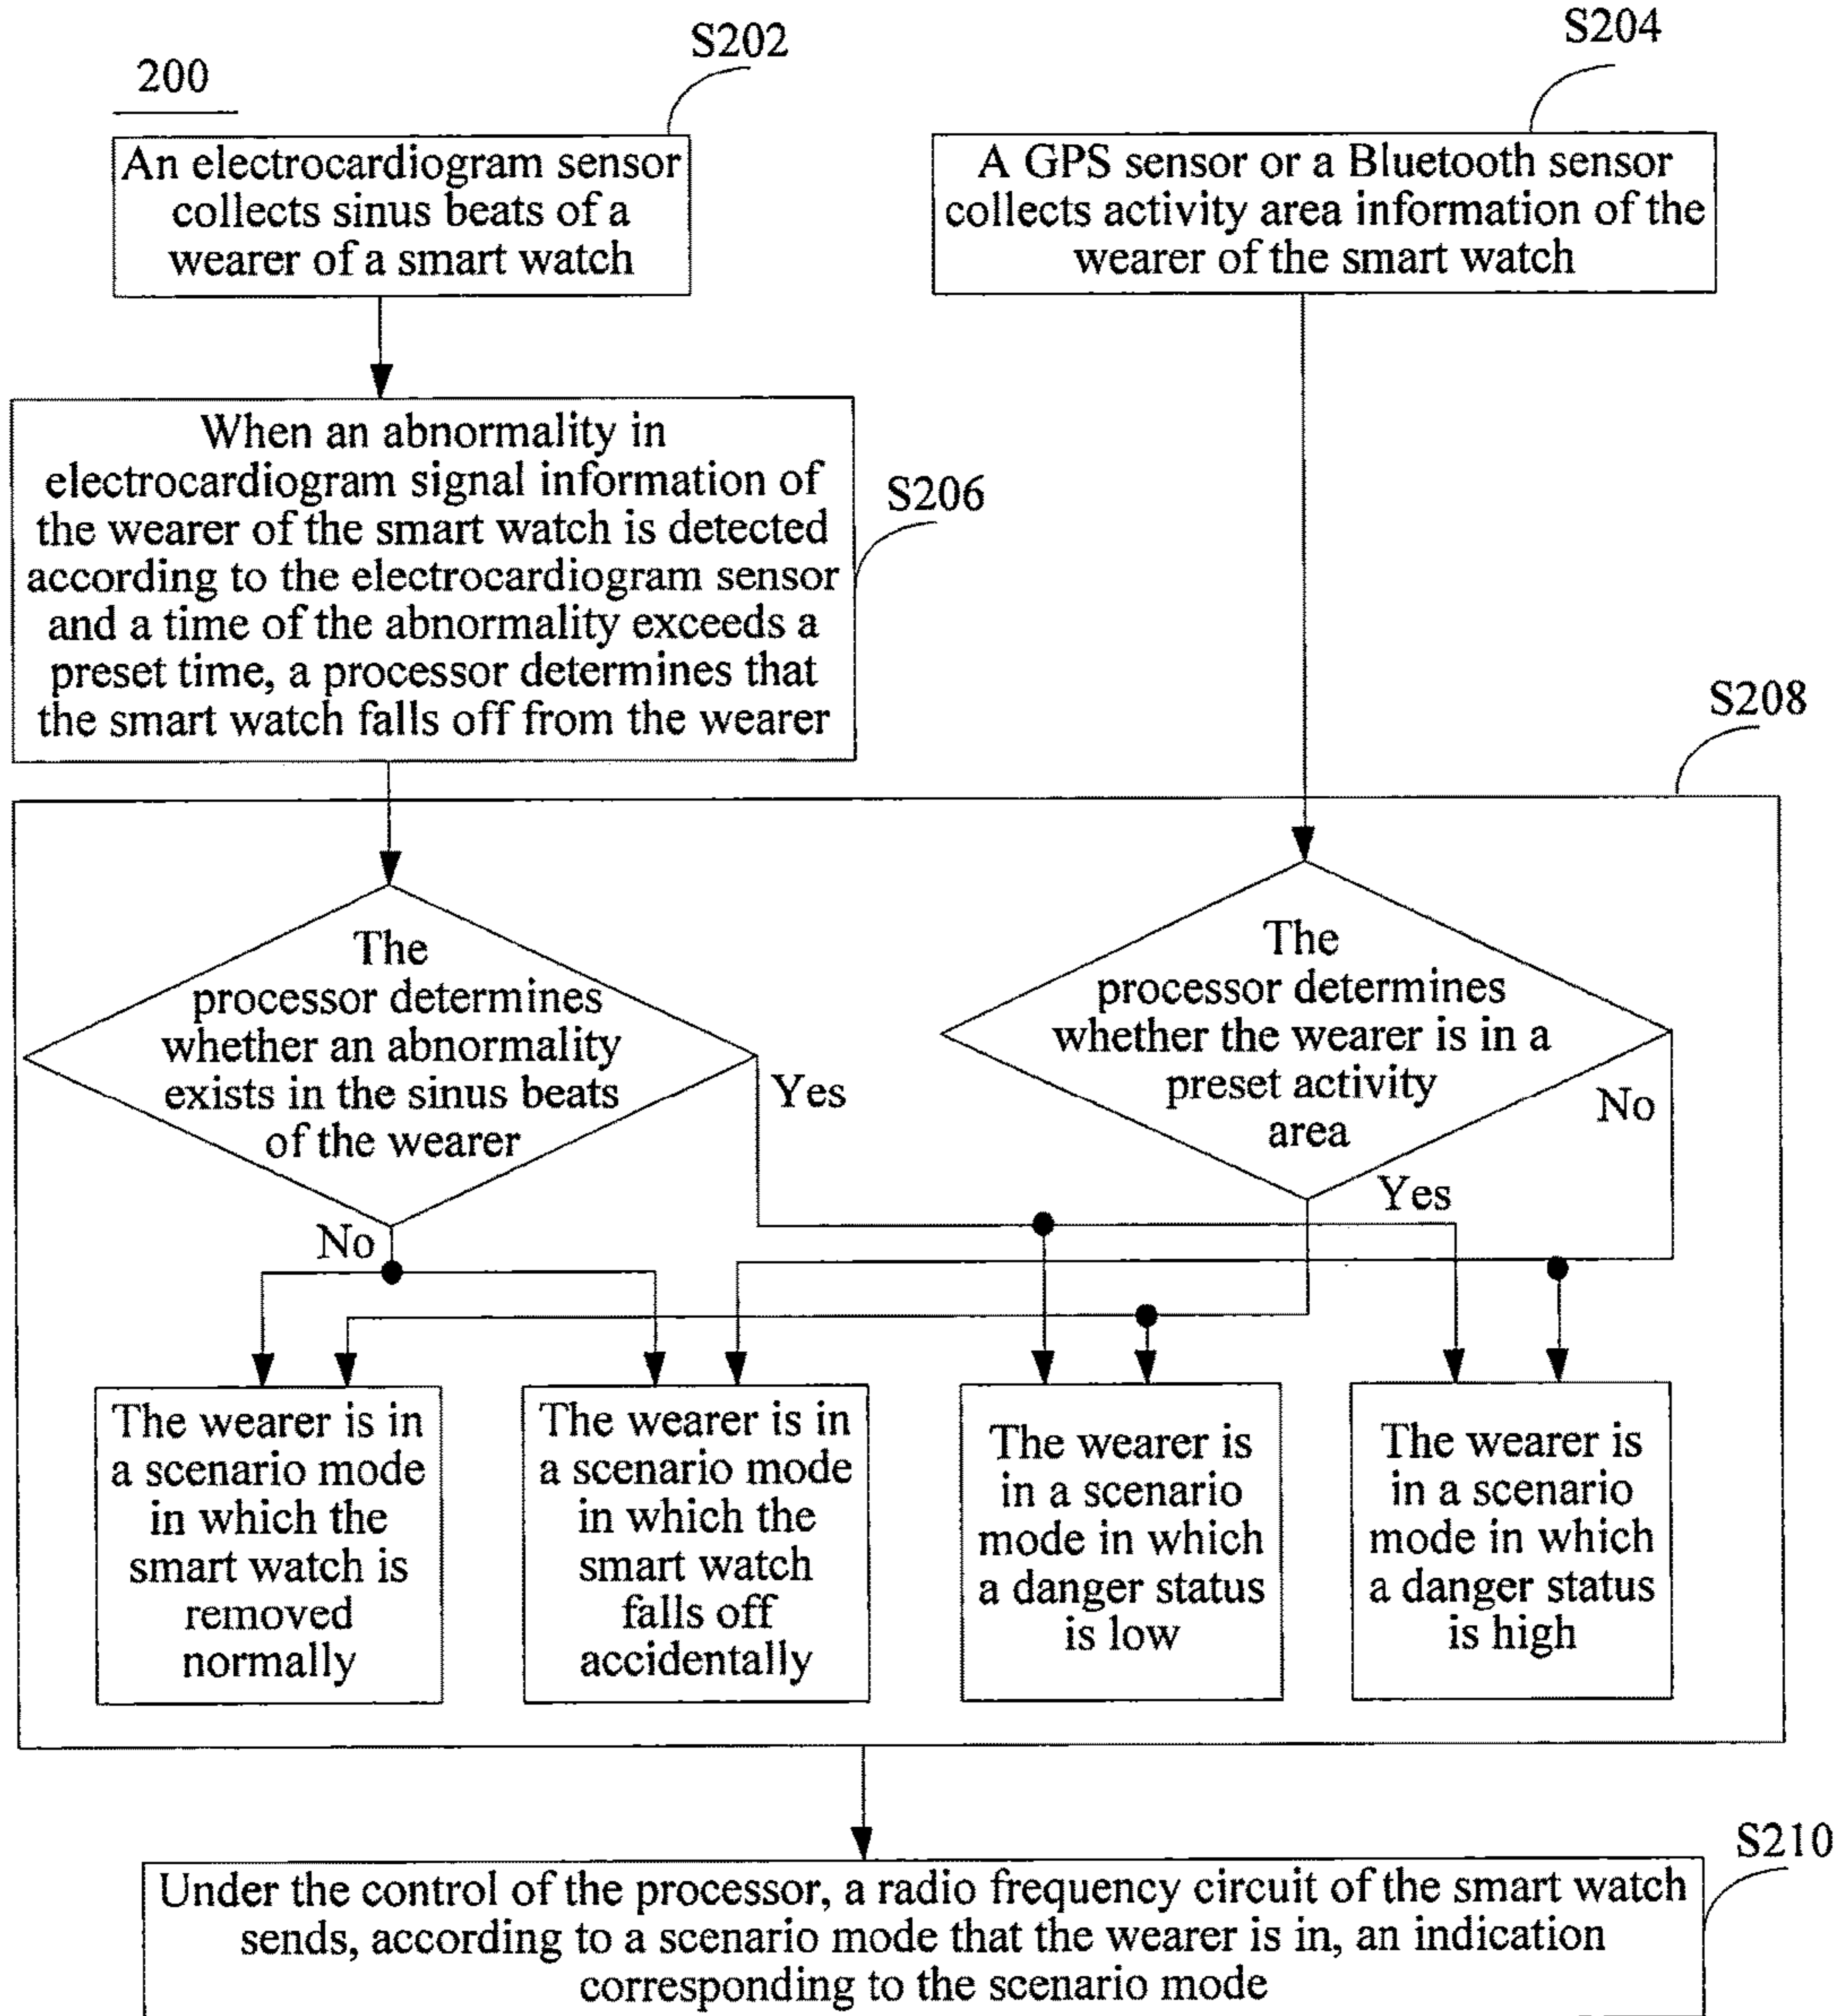 200
S202
S204
An electrocardiogram sensor
collects sinus beats of a
wearer of a smart watch
A GPS sensor or a Bluetooth sensor
collects activity area information of the
wearer of the smart watch
When an abnormality in
electrocardiogram signal information of
the wearer of the smart watch is detected
according to the electrocardiogram sensor
and a time of the abnormality exceeds a
preset time, a processor determines that
the smart watch falls off from the wearer
S206
S208
The
processor determines
whether an abnormality
exists in the sinus beats
of the wearer
Yes
No
The
processor determines
whether the wearer is in a
preset activity
area
No
Yes
The wearer is in
a scenario mode
in which the
smart watch is
removed
normally
The wearer is in
a scenario mode
in which the
smart watch
falls off
accidentally
The wearer is
in a scenario
mode in which
a danger status
is low
The wearer is
in a scenario
mode in which
a danger status
is high
S210
Under the control of the processor, a radio frequency circuit of the smart watch
sends, according to a scenario mode that the wearer is in, an indication
corresponding to the scenario mode